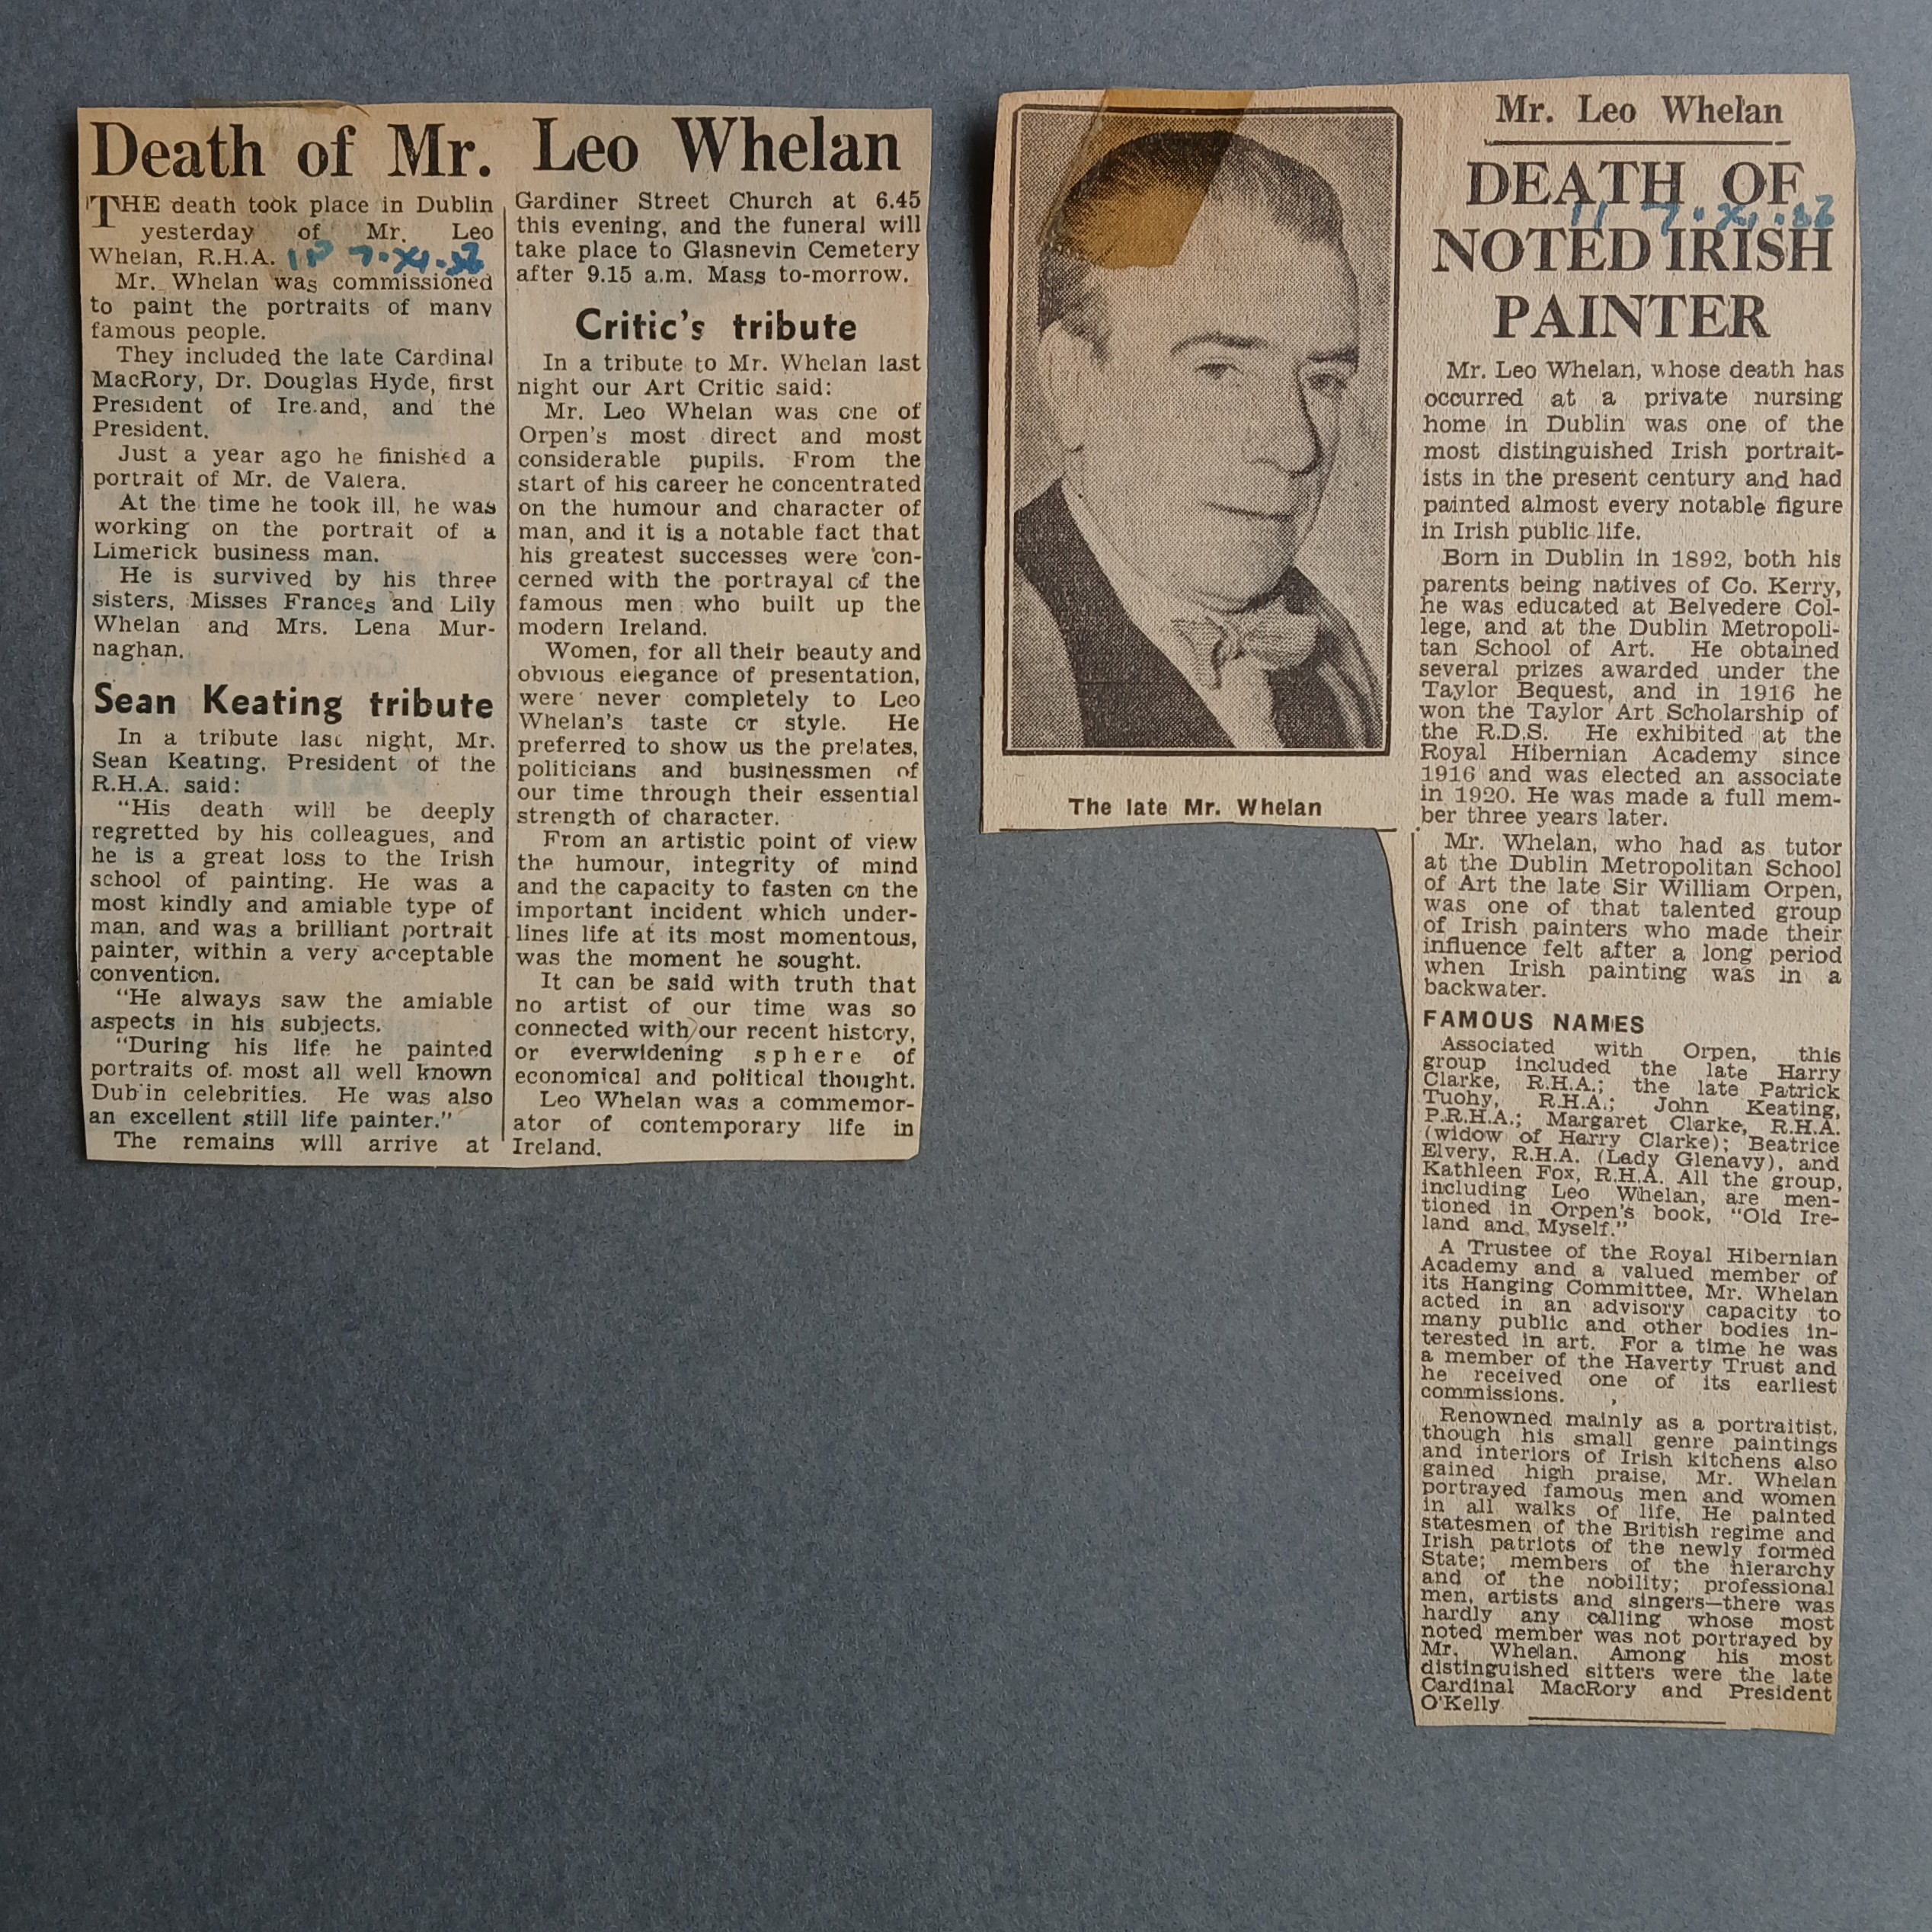 Death of Mr. Leo Whelan
THE death took place in Dublin
yesterday of Mr. Leo
Whelan, R.H.A.
Mr. Whelan was commissioned
to paint the portraits of many
famous people.
They included the late Cardinal
MacRory, Dr. Douglas Hyde, first
President of Ire.and, and the
President.
Just a year ago he finished a
portrait of Mr. de Valera.
At the time he took ill, he was
working on the portrait of a
Limerick business man.
He is survived by his three
sisters, Misses Frances and Lily
Whelan and Mrs. Lena Mur-
naghan.
Sean Keating tribute
In a tribute last night, Mr.
Sean Keating, President of the
R.H.A. said:
"His death will be deeply
regretted by his colleagues, and
he is a great loss to the Irish
school of painting. He was a
most kindly and amiable type of
man, and was a brilliant portrait
painter, within a very acceptable
convention.
"He always saw the amiable
aspects in his subjects.
"During his life he painted
portraits of most all well known
Dub'in celebrities. He was also
an excellent still life painter."
The remains will arrive at
Gardiner Street Church at 6.45
this evening, and the funeral will
take place to Glasnevin Cemetery
after 9.15 a.m. Mass to-morrow.
Critic's tribute
In a tribute to Mr. Whelan last
night our Art Critic said:
Mr. Leo Whelan was one of
Orpen's most direct and most
considerable pupils. From the
start of his career he concentrated
on the humour and character of
man, and it is a notable fact that
his greatest successes were con-
cerned with the portrayal of the
famous men who built up the
modern Ireland.
Women, for all their beauty and
obvious elegance of presentation,
were never completely to Leo
Whelan's taste or style. He
preferred to show us the prelates,
politicians and businessmen of
our time through their essential
strength of character.
From an artistic point of view
the humour, integrity of mind
and the capacity to fasten on the
important incident which under-
lines life at its most momentous,
was the moment he sought.
It can be said with truth that
no artist of our time was so
connected with our recent history,
or everwidening sphere of
economical and political thought.
Leo Whelan was a commemor-
ator of contemporary life in
Ireland.
The late Mr. Whelan
Mr. Leo Whelan
DEATH OF
NOTED IRISH
PAINTER
Mr. Leo Whelan, whose death has
occurred at a private nursing
home in Dublin was one of the
most distinguished Irish portrait-
ists in the present century and had
painted almost every notable figure
in Irish public life.
Born in Dublin in 1892, both his
parents being natives of Co. Kerry,
he was educated at Belvedere Col-
lege, and at the Dublin Metropoli-
tan School of Art. He obtained
several prizes awarded under the
Taylor Bequest, and in 1916 he
won the Taylor Art Scholarship of
the R.D.S. He exhibited at the
Royal Hibernian Academy since
1916 and was elected an associate
in 1920. He was made a full mem-
ber three years later.
Mr. Whelan, who had as tutor
at the Dublin Metropolitan School
of Art the late Sir William Orpen,
was one of that talented group
of Irish painters who made their
influence felt after a long period
when Irish painting was in a
backwater.
FAMOUS NAMES
Associated with Orpen, this
group included the late Harry
Clarke, R.H.A.; the late Patrick
Tuohy, R.H.A.; John Keating,
P.R.H.A.; Margaret Clarke, R.H.A.
(widow of Harry Clarke); Beatrice
Elvery, R.H.A. (Lady Glenavy), and
Kathleen Fox, R.H.A. All the group,
including Leo Whelan, are men-
tioned in Orpen's book, "Old Ire-
land and Myself."
A Trustee of the Royal Hibernian
Academy and a valued member of
its Hanging Committee, Mr. Whelan
acted in an advisory capacity to
many public and other bodies in-
terested in art. For a time he was
a member of the Haverty Trust and
he received one of its earliest
commissions.
Renowned mainly as a portraitist,
though his small genre paintings
and interiors of Irish kitchens also
gained high praise, Mr. Whelan
portrayed famous men and women
in all walks of life. He painted
statesmen of the British regime and
Irish patriots of the newly formed
State; members of the hierarchy
and of the nobility; professional
men, artists and singers—there was
hardly any calling whose most
noted member was not portrayed by
Mr. Whelan. Among his most
distinguished sitters were the late
Cardinal MacRory and President
O'Kelly